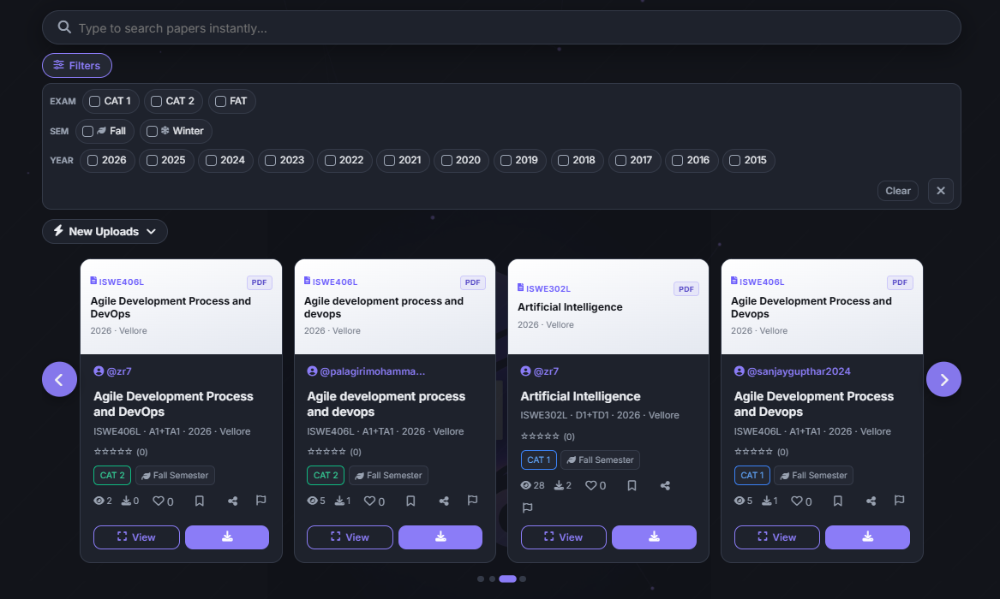 Type to search papers instantly...
Filters
EXAM CAT 1 CAT 2 FAT
SEM Fall Winter
YEAR 2026 2025 2024 2023 2022 2021 2020 2019 2018 2017 2016 2015
Clear ✕
New Uploads
ISWE406L PDF
Agile Development Process and
DevOps
2026 · Vellore
@zr7
Agile Development Process
and DevOps
ISWE406L · A1+TA1 · 2026 · Vellore
☆☆☆☆☆ (0)
CAT 2 Fall Semester
2 0 0
View
ISWE406L PDF
Agile development process and
devops
2026 · Vellore
@palagirimohamma...
Agile development process
and devops
ISWE406L · A1+TA1 · 2026 · Vellore
☆☆☆☆☆ (0)
CAT 2 Fall Semester
5 1 0
View
ISWE302L PDF
Artificial Intelligence
2026 · Vellore
@zr7
Artificial Intelligence
ISWE302L · D1+TD1 · 2026 · Vellore
☆☆☆☆☆ (0)
CAT 1 Fall Semester
28 2 0
View
ISWE406L PDF
Agile Development Process and
Devops
2026 · Vellore
@sanjaygupthar2024
Agile Development Process
and Devops
ISWE406L · A1+TA1 · 2026 · Vellore
☆☆☆☆☆ (0)
CAT 1 Fall Semester
5 1 0
View